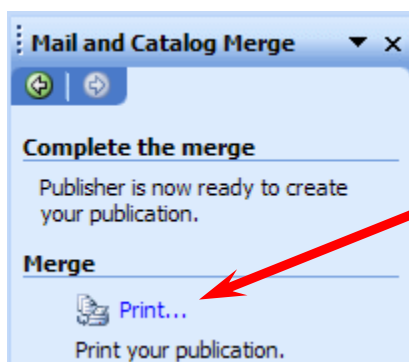 Mail and Catalog Merge
Complete the merge
Publisher is now ready to create
your publication.
Merge
Print...
Print your publication.